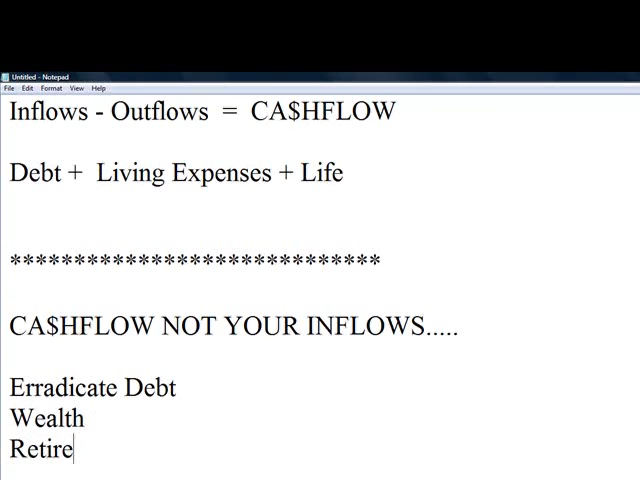 Untitled - Notepad
File Edit Format View Help
Inflows - Outflows = CA$HFLOW
Debt + Living Expenses + Life
*****************************
CA$HFLOW NOT YOUR INFLOWS.....
Erradicate Debt
Wealth
Retire